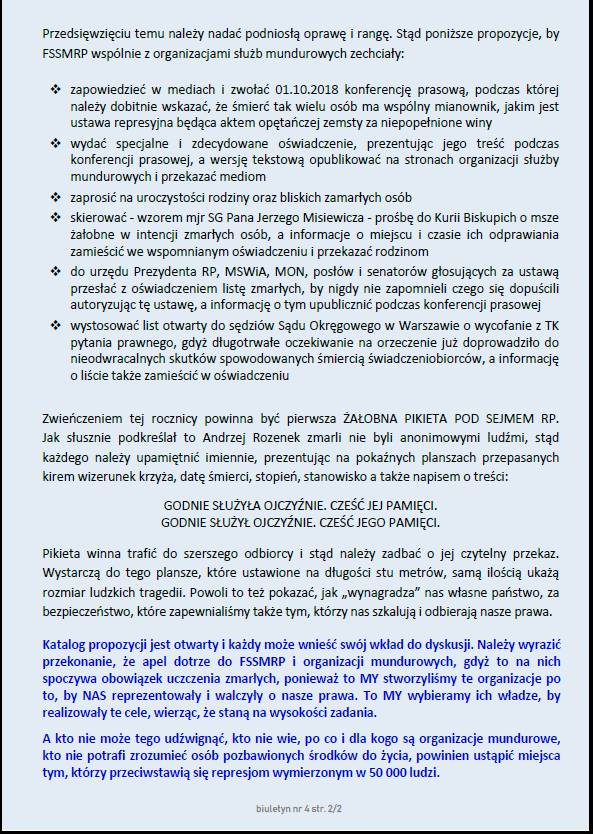 Przedsięwzięciu temu należy nadać podniosłą oprawę i rangę. Stąd poniższe propozycje, by
FSSMRP wspólnie z organizacjami służb mundurowych zechciały:
❖ zapowiedzieć w mediach i zwołać 01.10.2018 konferencję prasową, podczas której
należy dobitnie wskazać, że śmierć tak wielu osób ma wspólny mianownik, jakim jest
ustawa represyjna będąca aktem opętańczej zemsty za niepopełnione winy
❖ wydać specjalne i zdecydowane oświadczenie, prezentując jego treść podczas
konferencji prasowej, a wersję tekstową opublikować na stronach organizacji służby
mundurowych i przekazać mediom
❖ zaprosić na uroczystości rodziny oraz bliskich zamarłych osób
❖ skierować - wzorem mjr SG Pana Jerzego Misiewicza - prośbę do Kurii Biskupich o msze
żałobne w intencji zmarłych osób, a informacje o miejscu i czasie ich odprawiania
zamieścić we wspomnianym oświadczeniu i przekazać rodzinom
❖ do urzędu Prezydenta RP, MSWiA, MON, posłów i senatorów głosujących za ustawą
przesłać z oświadczeniem listę zmarłych, by nigdy nie zapomnieli czego się dopuścili
autoryzując tę ustawę, a informację o tym upublicznić podczas konferencji prasowej
❖ wystosować list otwarty do sędziów Sądu Okręgowego w Warszawie o wycofanie z TK
pytania prawnego, gdyż długotrwałe oczekiwanie na orzeczenie już doprowadziło do
nieodwracalnych skutków spowodowanych śmiercią świadczeniobiorców, a informację
o liście także zamieścić w oświadczeniu
Zwieńczeniem tej rocznicy powinna być pierwsza ŻAŁOBNA PIKIETA POD SEJMEM RP.
Jak słusznie podkreślał to Andrzej Rozenek zmarli nie byli anonimowymi ludźmi, stąd
każdego należy upamiętnić imiennie, prezentując na pokaźnych planszach przepasanych
kirem wizerunek krzyża, datę śmierci, stopień, stanowisko a także napisem o treści:
GODNIE SŁUŻYŁA OJCZYŹNIE. CZEŚĆ JEJ PAMIĘCI.
GODNIE SŁUŻYŁ OJCZYŹNIE. CZEŚĆ JEGO PAMIĘCI.
Pikieta winna trafić do szerszego odbiorcy i stąd należy zadbać o jej czytelny przekaz.
Wystarczą do tego plansze, które ustawione na długości stu metrów, samą ilością ukażą
rozmiar ludzkich tragedii. Powoli to też pokazać, jak „wynagradza” nas własne państwo, za
bezpieczeństwo, które zapewnialiśmy także tym, którzy nas szkalują i odbierają nasze prawa.
Katalog propozycji jest otwarty i każdy może wnieść swój wkład do dyskusji. Należy wyrazić
przekonanie, że apel dotrze do FSSMRP i organizacji mundurowych, gdyż to na nich
spoczywa obowiązek uczczenia zmarłych, ponieważ to MY stworzyliśmy te organizacje po
to, by NAS reprezentowały i walczyły o nasze prawa. To MY wybieramy ich władze, by
realizowały te cele, wierząc, że staną na wysokości zadania.
A kto nie może tego udźwignąć, kto nie wie, po co i dla kogo są organizacje mundurowe,
kto nie potrafi zrozumieć osób pozbawionych środków do życia, powinien ustąpić miejsca
tym, którzy przeciwstawią się represjom wymierzonym w 50 000 ludzi.
biuletyn nr 4 str. 2/2